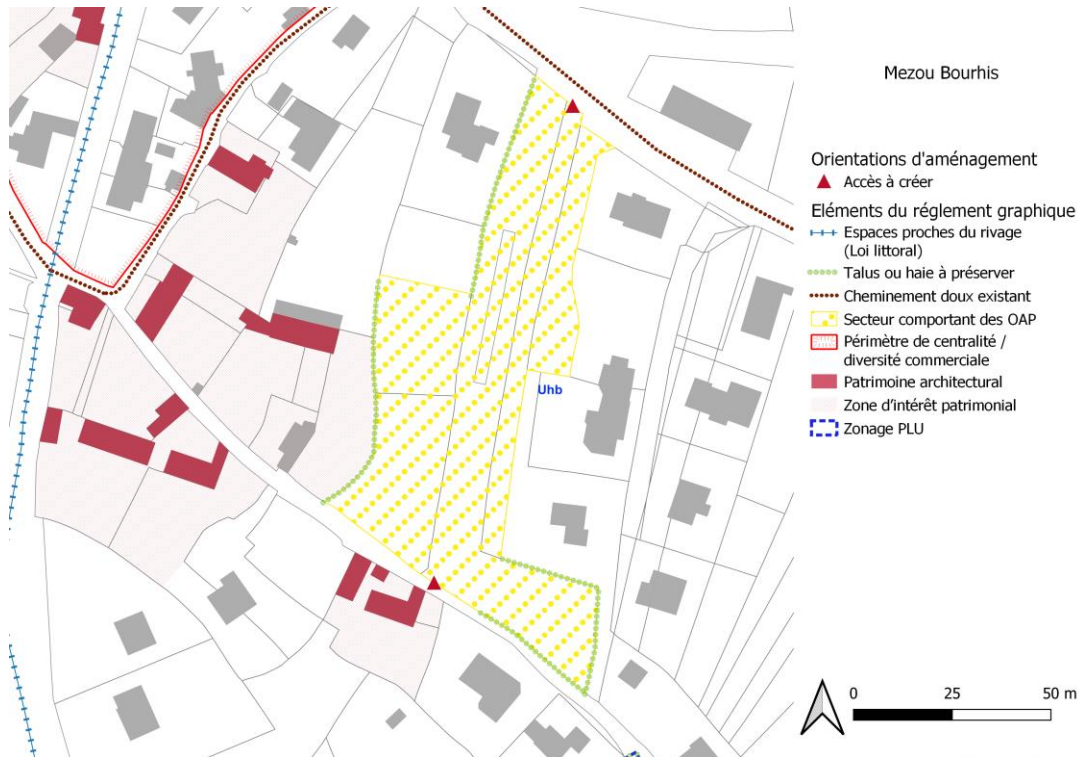 Mezou Bourhis
Orientations d'aménagement
Accès à créer
Eléments du réglement graphique
Espaces proches du rivage
(Loi littoral)
Talus ou haie à préserver
Cheminement doux existant
Secteur comportant des OAP
Périmètre de centralité /
diversité commerciale
Patrimoine architectural
Zone d'intérêt patrimonial
Zonage PLU
Uhb
0 25 50 m